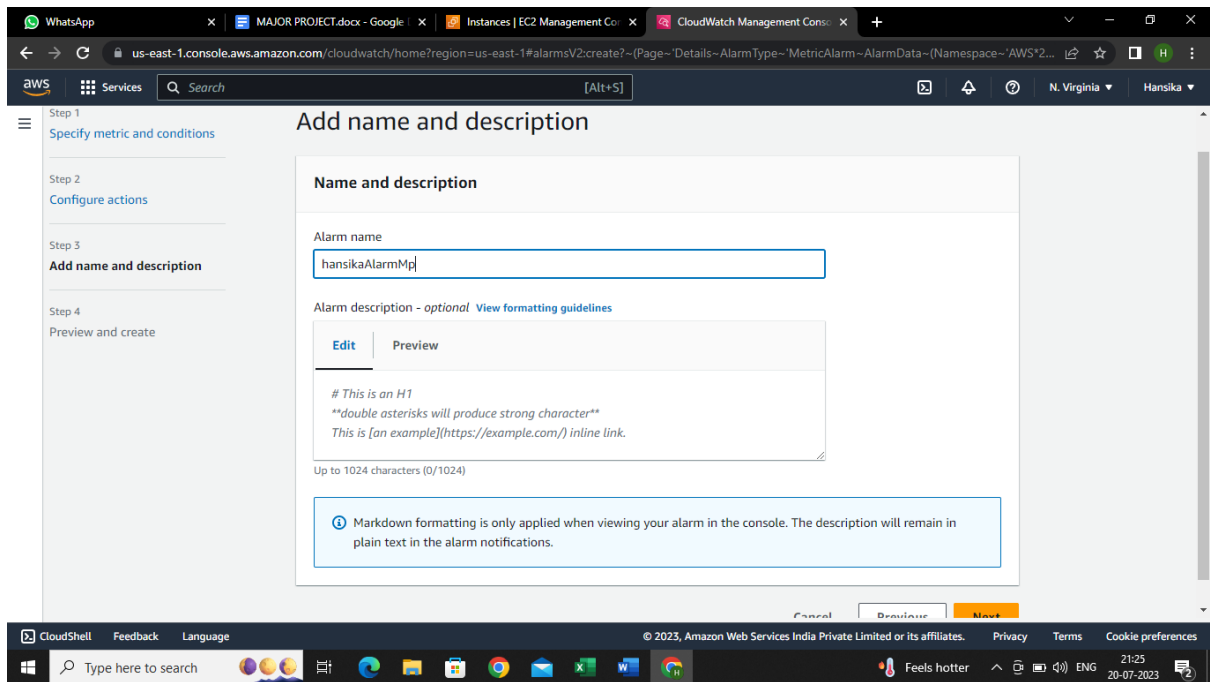 WhatsApp
MAJOR PROJECT.docx - Google
Instances | EC2 Management Con
CloudWatch Management Conso
us-east-1.console.aws.amazon.com/cloudwatch/home?region=us-east-1#alarmsV2:create?~(Page~'Details~AlarmType~'MetricAlarm~AlarmData~(Namespace~'AWS*2...
H
aws
Services
Search
[Alt+S]
N. Virginia
Hansika
Step 1
Specify metric and conditions
Step 2
Configure actions
Step 3
Add name and description
Step 4
Preview and create
Add name and description
Name and description
Alarm name
hansikaAlarmMp
Alarm description - optional View formatting guidelines
Edit Preview
# This is an H1
**double asterisks will produce strong character**
This is [an example](https://example.com/) inline link.
Up to 1024 characters (0/1024)
Markdown formatting is only applied when viewing your alarm in the console. The description will remain in
plain text in the alarm notifications.
Cancel Previous Next
CloudShell Feedback Language
© 2023, Amazon Web Services India Private Limited or its affiliates. Privacy Terms Cookie preferences
Type here to search
Feels hotter
ENG
21:25
20-07-2023
2